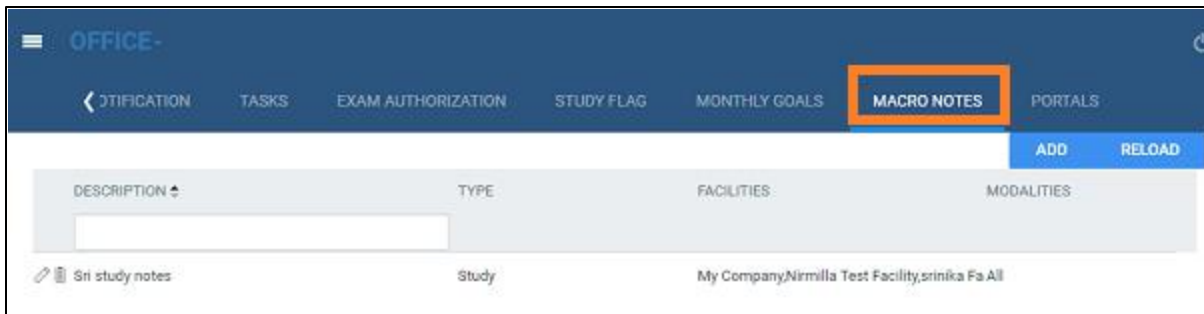 OFFICE-
OTIFICATION TASKS EXAM AUTHORIZATION STUDY FLAG MONTHLY GOALS MACRO NOTES PORTALS
ADD RELOAD
DESCRIPTION TYPE FACILITIES MODALITIES
Sri study notes Study My Company,Nirmilla Test Facility,srinika Fa All